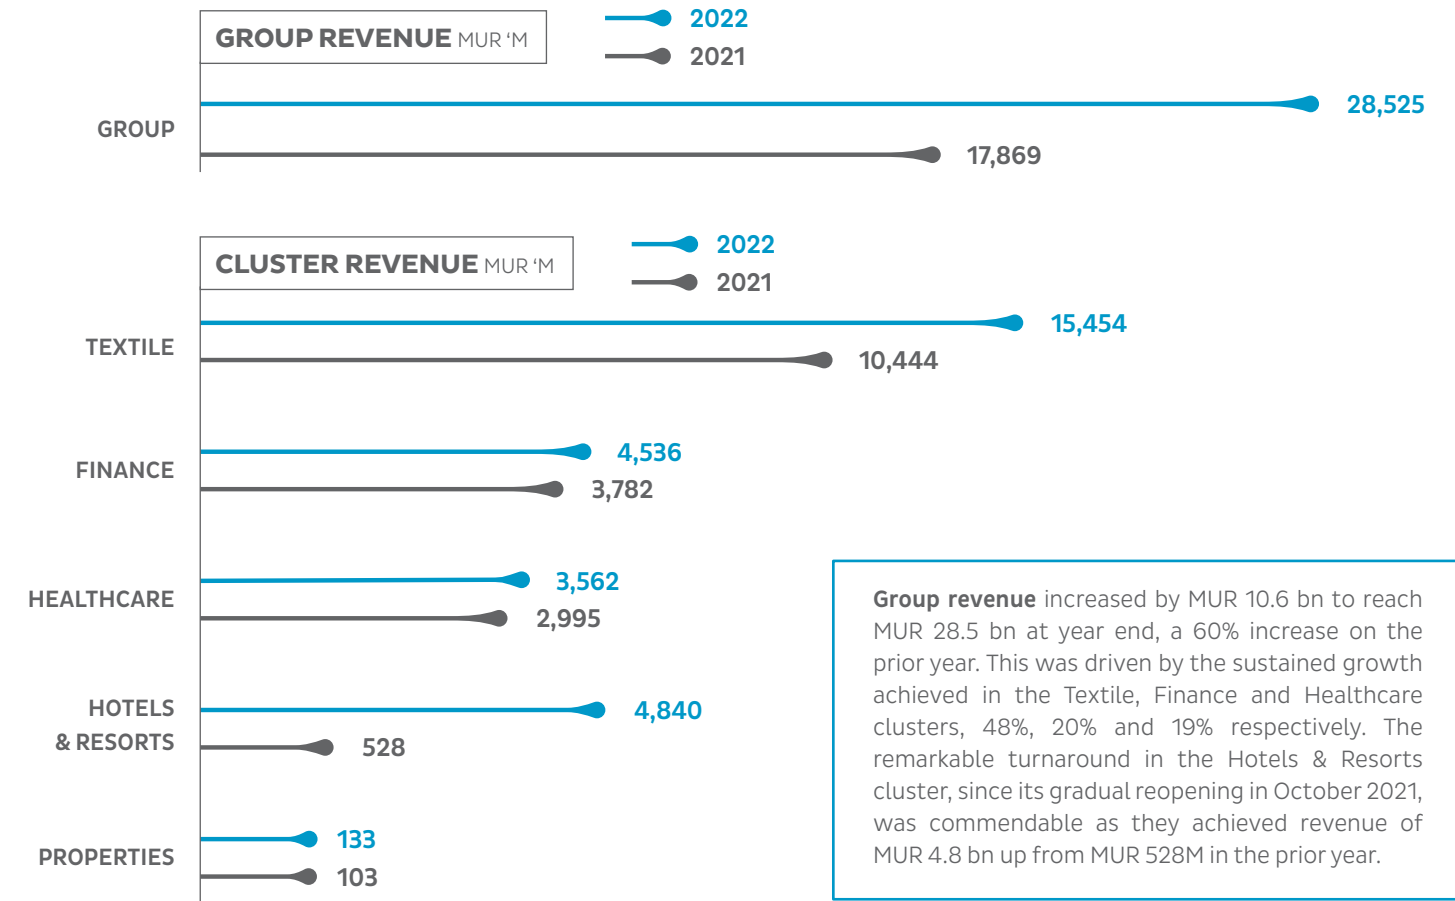 GROUP REVENUE MUR ‘M
2022
2021
GROUP
28,525
17,869
CLUSTER REVENUE MUR ‘M
2022
2021
TEXTILE
15,454
10,444
FINANCE
4,536
3,782
HEALTHCARE
3,562
2,995
HOTELS
& RESORTS
4,840
528
PROPERTIES
133
103
Group revenue increased by MUR 10.6 bn to reach
MUR 28.5 bn at year end, a 60% increase on the
prior year. This was driven by the sustained growth
achieved in the Textile, Finance and Healthcare
clusters, 48%, 20% and 19% respectively. The
remarkable turnaround in the Hotels & Resorts
cluster, since its gradual reopening in October 2021,
was commendable as they achieved revenue of
MUR 4.8 bn up from MUR 528M in the prior year.